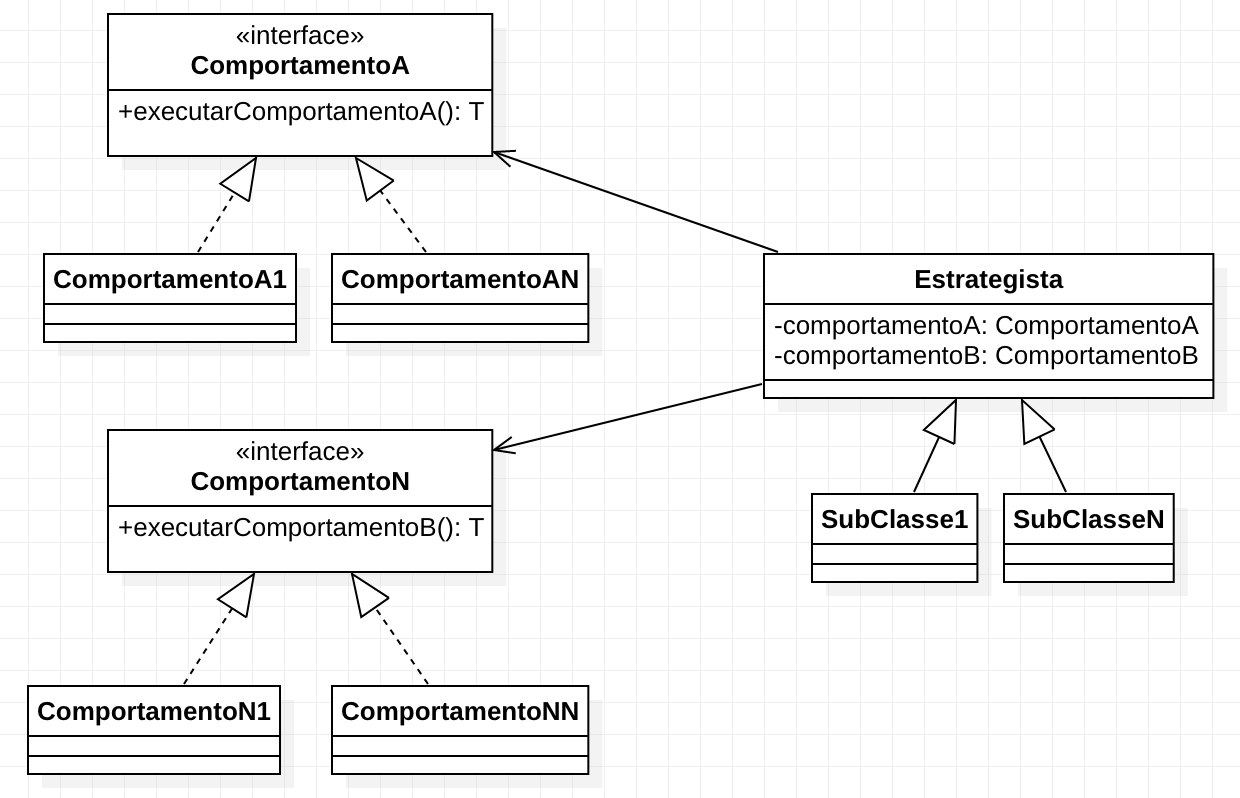 «interface»
ComportamentoA
+executarComportamentoA(): T
ComportamentoA1
ComportamentoAN
Estrategista
-comportamentoA: ComportamentoA
-comportamentoB: ComportamentoB
«interface»
ComportamentoN
+executarComportamentoB(): T
SubClasse1
SubClasseN
ComportamentoN1
ComportamentoNN